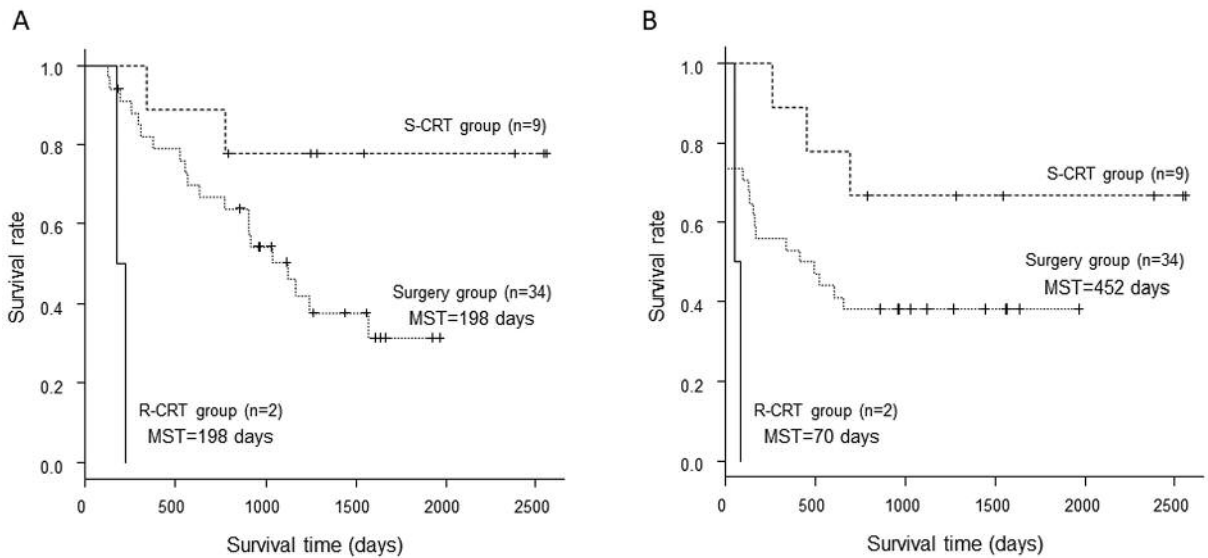 A
Survival rate
1.0
0.8
0.6
0.4
0.2
0.0
S-CRT group (n=9)
Surgery group (n=34)
MST=198 days
R-CRT group (n=2)
MST=198 days
0 500 1000 1500 2000 2500
Survival time (days)
B
Survival rate
1.0
0.8
0.6
0.4
0.2
0.0
S-CRT group (n=9)
Surgery group (n=34)
MST=452 days
R-CRT group (n=2)
MST=70 days
0 500 1000 1500 2000 2500
Survival time (days)